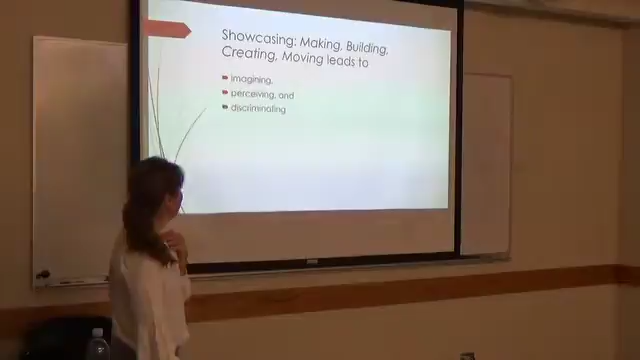 Showcasing: Making, Building,
Creating, Moving leads to
imagining,
perceiving, and
discriminating